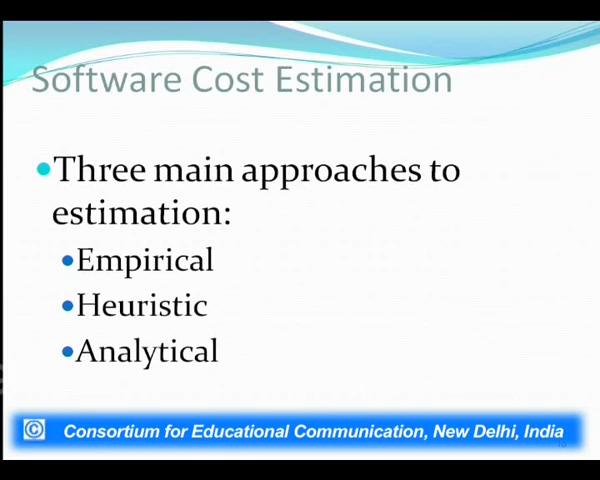 Software Cost Estimation
•Three main approaches to
estimation:
•Empirical
•Heuristic
•Analytical
© Consortium for Educational Communication, New Delhi, India